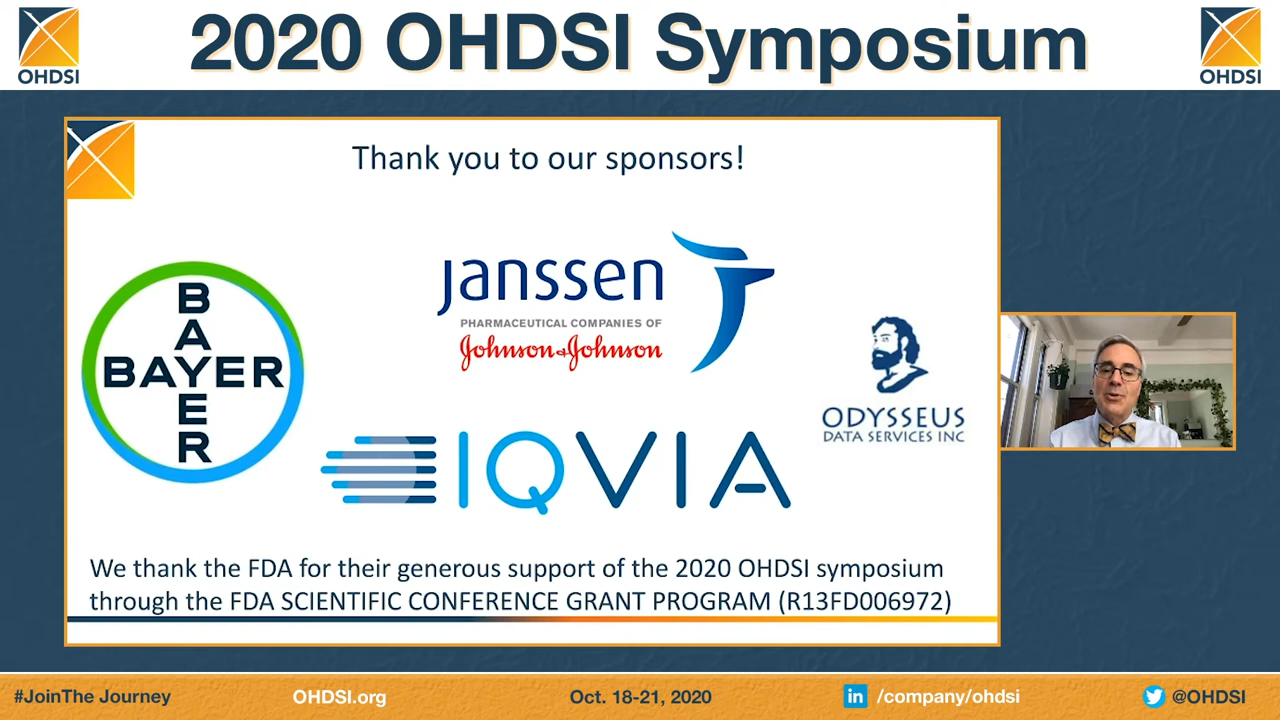 2020 OHDSI Symposium
OHDSI
OHDSI
Thank you to our sponsors!
BAYER
BAYER
Janssen
PHARMACEUTICAL COMPANIES OF
Johnson & Johnson
ODYSSEUS
DATA SERVICES INC
IQVIA
We thank the FDA for their generous support of the 2020 OHDSI symposium
through the FDA SCIENTIFIC CONFERENCE GRANT PROGRAM (R13FD006972)
#JoinThe Journey
OHDSI.org
Oct. 18-21, 2020
in /company/ohdsi
@OHDSI